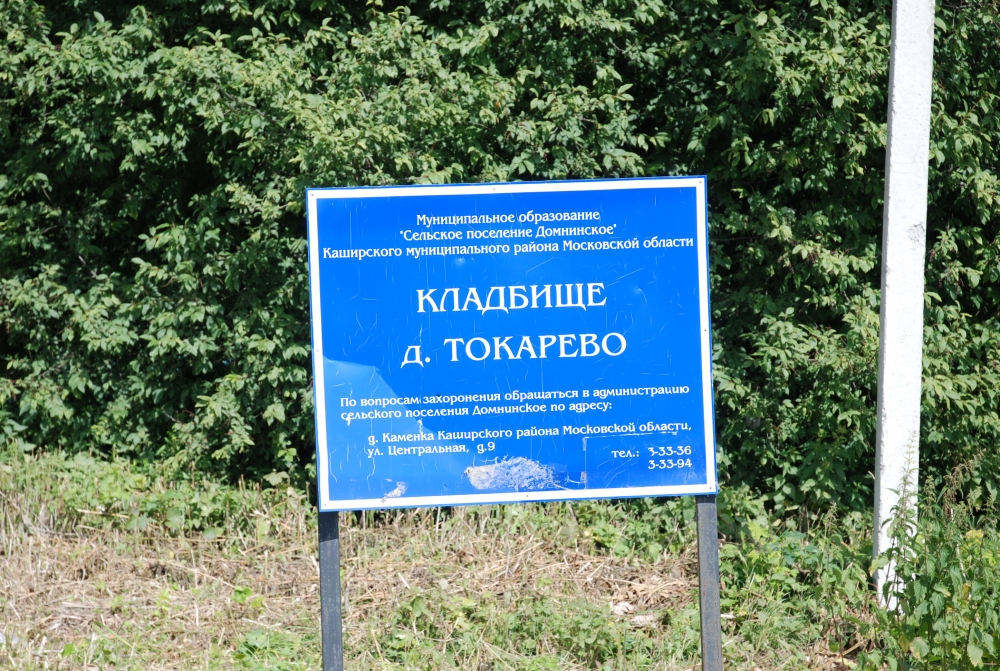 Муниципальное образование
"Сельское поселение Домнинское"
Каширского муниципального района Московской области
КЛАДБИЩЕ
д. ТОКАРЕВО
По вопросам захоронения обращаться в администрацию
сельского поселения Домнинское по адресу:
д. Каменка Каширского района Московской области,
ул. Центральная, д.9
тел.: 3-33-36
3-33-94